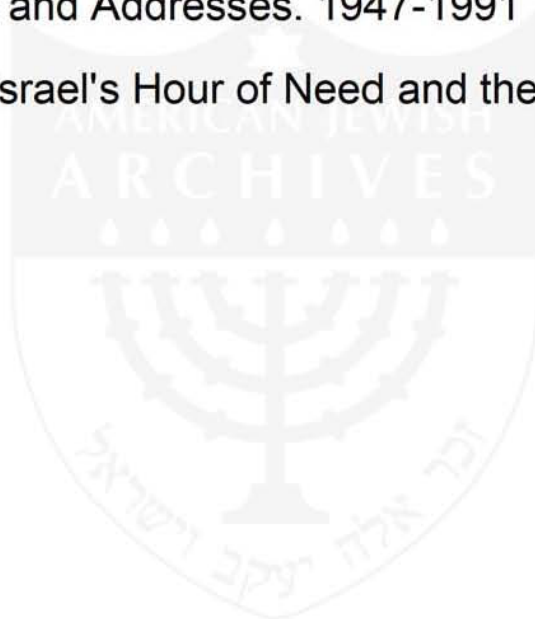 and Addresses. 1947-1991
srael's Hour of Need and the
AMERICAN JEWISH
ARCHIVES
זכר אלה יעקב וישראל